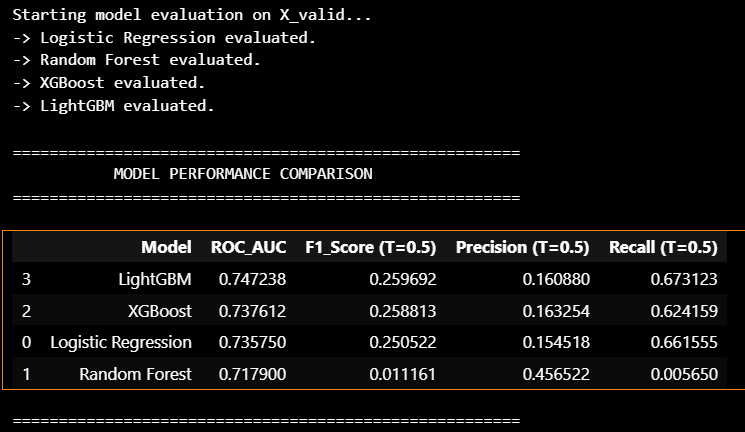 Starting model evaluation on X_valid...
-> Logistic Regression evaluated.
-> Random Forest evaluated.
-> XGBoost evaluated.
-> LightGBM evaluated.
=======================================================
MODEL PERFORMANCE COMPARISON
=======================================================
Model ROC_AUC F1_Score (T=0.5) Precision (T=0.5) Recall (T=0.5)
3 LightGBM 0.747238 0.259692 0.160880 0.673123
2 XGBoost 0.737612 0.258813 0.163254 0.624159
0 Logistic Regression 0.735750 0.250522 0.154518 0.661555
1 Random Forest 0.717900 0.011161 0.456522 0.005650
=======================================================